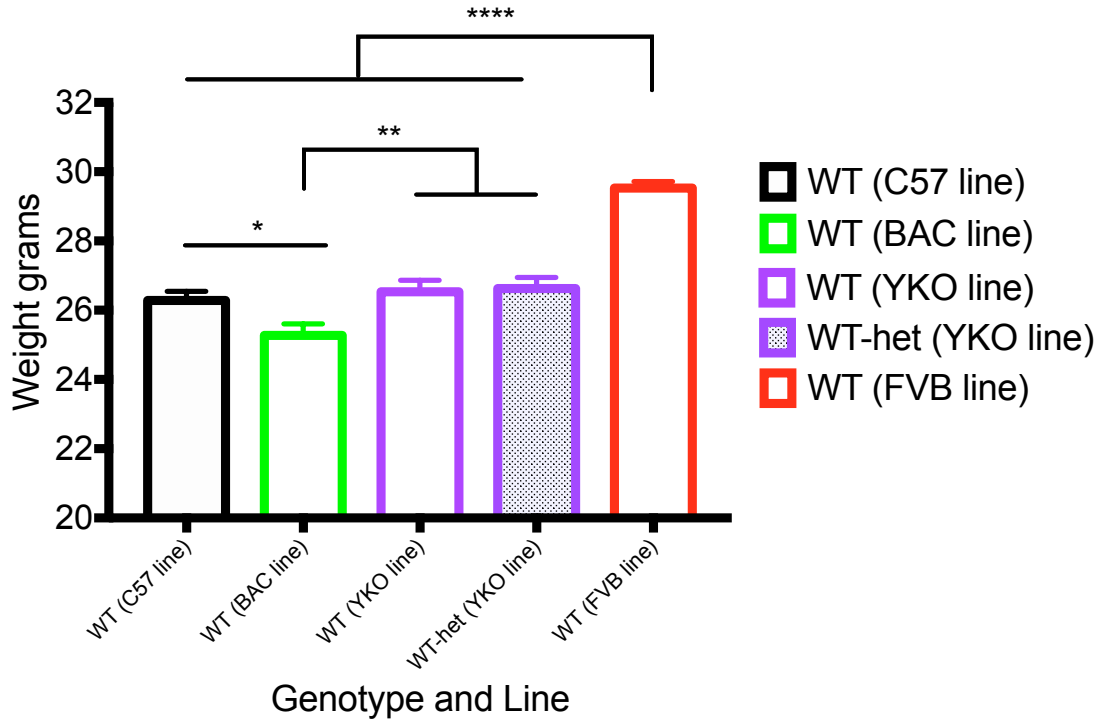 ****
32
**
30
*
28
26
24
22
20
Weight grams
WT (C57 line)
WT (BAC line)
WT (YKO line)
WT-het (YKO line)
WT (FVB line)
Genotype and Line
WT (C57 line)
WT (BAC line)
WT (YKO line)
WT-het (YKO line)
WT (FVB line)